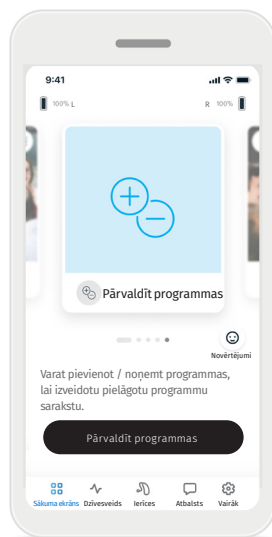 9:41
100% L
R 100%
Pārvaldīt programmas
Novērtējumi
Varat pievienot / noņemt programmas,
lai izveidotu pielāgotu programmu
sarakstu.
Pārvaldīt programmas
Sākuma ekrāns Dzīvesveids Ierīces Atbalsts Vairāk